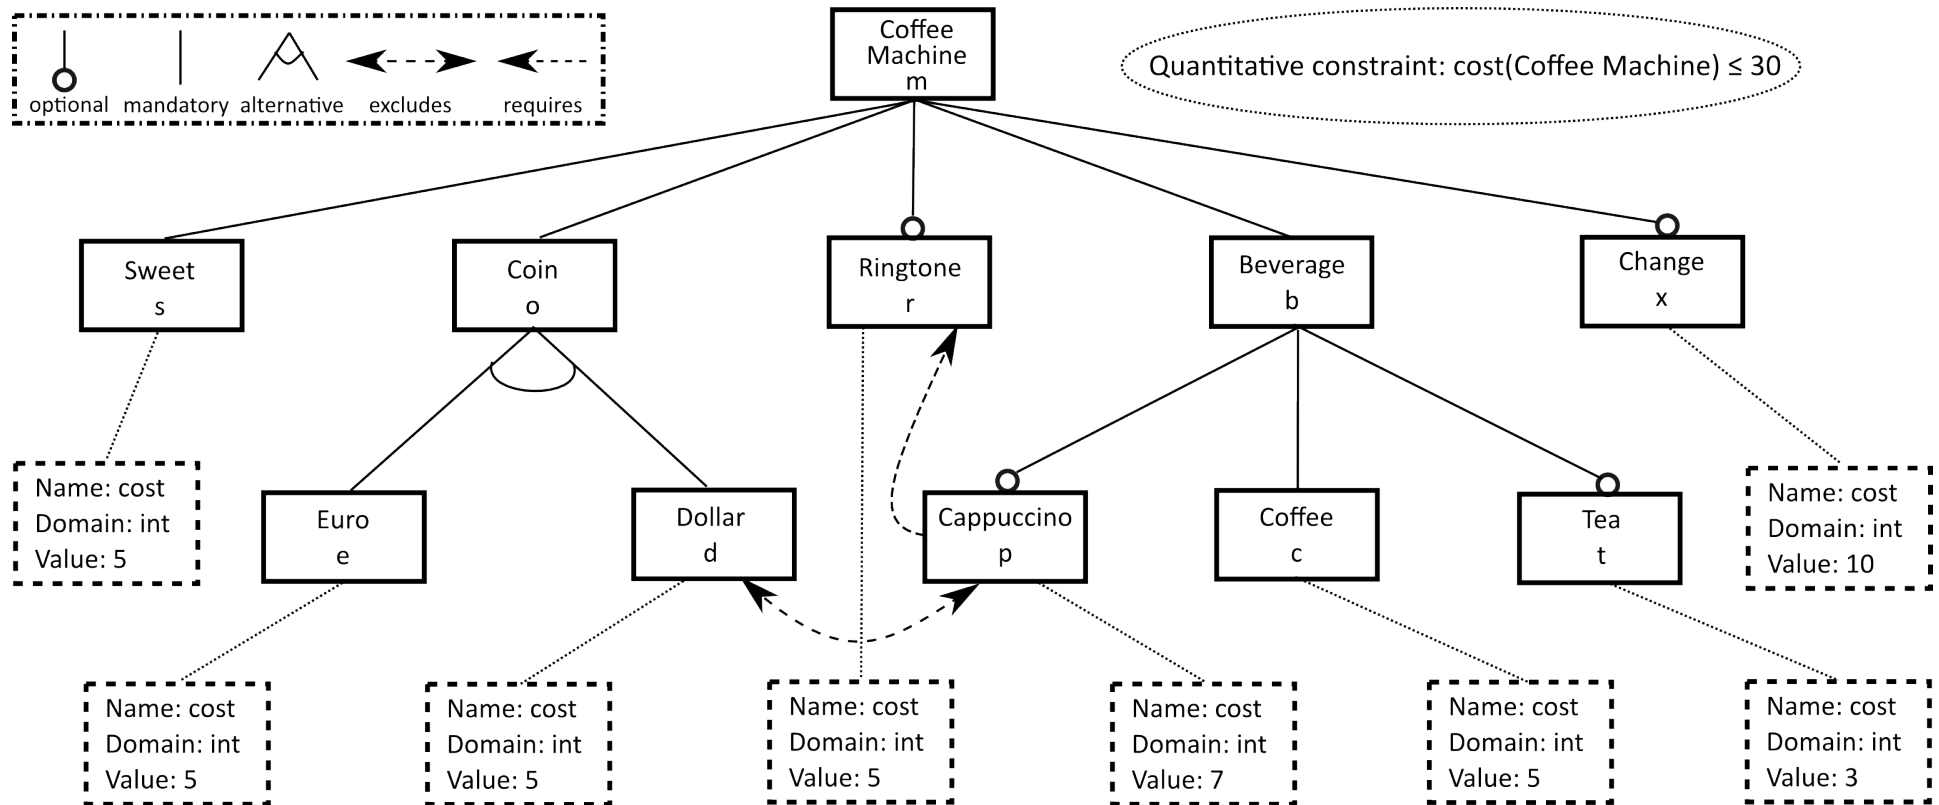 optional
mandatory
alternative
excludes
requires
Coffee
Machine
m
Quantitative constraint: cost(Coffee Machine) ≤ 30
Sweet
s
Coin
o
Ringtone
r
Beverage
b
Change
x
Name: cost
Domain: int
Value: 5
Euro
e
Dollar
d
Cappuccino
p
Coffee
c
Tea
t
Name: cost
Domain: int
Value: 10
Name: cost
Domain: int
Value: 5
Name: cost
Domain: int
Value: 5
Name: cost
Domain: int
Value: 5
Name: cost
Domain: int
Value: 7
Name: cost
Domain: int
Value: 5
Name: cost
Domain: int
Value: 3